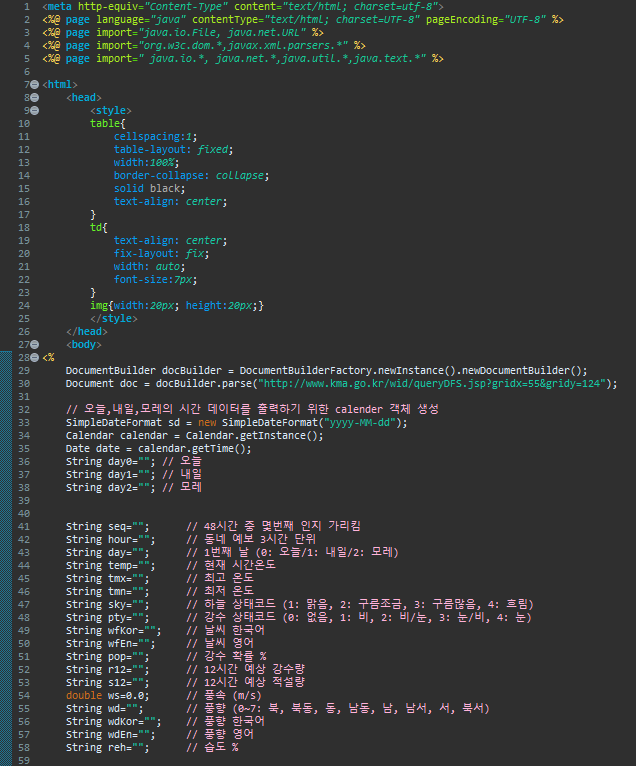 1 <meta http-equiv="Content-Type" content="text/html; charset=utf-8">
2 <%@ page language="java" contentType="text/html; charset=UTF-8" pageEncoding="UTF-8" %>
3 <%@ page import="java.io.File, java.net.URL" %>
4 <%@ page import="org.w3c.dom.*,javax.xml.parsers.*" %>
5 <%@ page import=" java.io.*, java.net.*,java.util.*,java.text.*" %>
6
7 <html>
8 <head>
9 <style>
10 table{
11 cellspacing:1;
12 table-layout: fixed;
13 width:100%;
14 border-collapse: collapse;
15 solid black;
16 text-align: center;
17 }
18 td{
19 text-align: center;
20 fix-layout: fix;
21 width: auto;
22 font-size:7px;
23 }
24 img{width:20px; height:20px;}
25 </style>
26 </head>
27 <body>
28 <%
29 DocumentBuilder docBuilder = DocumentBuilderFactory.newInstance().newDocumentBuilder();
30 Document doc = docBuilder.parse("http://www.kma.go.kr/wid/queryDFS.jsp?gridx=55&gridy=124");
31
32 // 오늘,내일,모레의 시간 데이터를 출력하기 위한 calender 객체 생성
33 SimpleDateFormat sd = new SimpleDateFormat("yyyy-MM-dd");
34 Calendar calendar = Calendar.getInstance();
35 Date date = calendar.getTime();
36 String day0=""; // 오늘
37 String day1=""; // 내일
38 String day2=""; // 모레
39
40
41 String seq=""; // 48시간 중 몇번째 인지 가리킴
42 String hour=""; // 동네 예보 3시간 단위
43 String day=""; // 1번째 날 (0: 오늘/1: 내일/2: 모레)
44 String temp=""; // 현재 시간온도
45 String tmx=""; // 최고 온도
46 String tmn=""; // 최저 온도
47 String sky=""; // 하늘 상태코드 (1: 맑음, 2: 구름조금, 3: 구름많음, 4: 흐림)
48 String pty=""; // 강수 상태코드 (0: 없음, 1: 비, 2: 비/눈, 3: 눈/비, 4: 눈)
49 String wfKor=""; // 날씨 한국어
50 String wfEn=""; // 날씨 영어
51 String pop=""; // 강수 확률 %
52 String r12=""; // 12시간 예상 강수량
53 String s12=""; // 12시간 예상 적설량
54 double ws=0.0; // 풍속 (m/s)
55 String wd=""; // 풍향 (0~7: 북, 북동, 동, 남동, 남, 남서, 서, 북서)
56 String wdKor=""; // 풍향 한국어
57 String wdEn=""; // 풍향 영어
58 String reh=""; // 습도 %
59